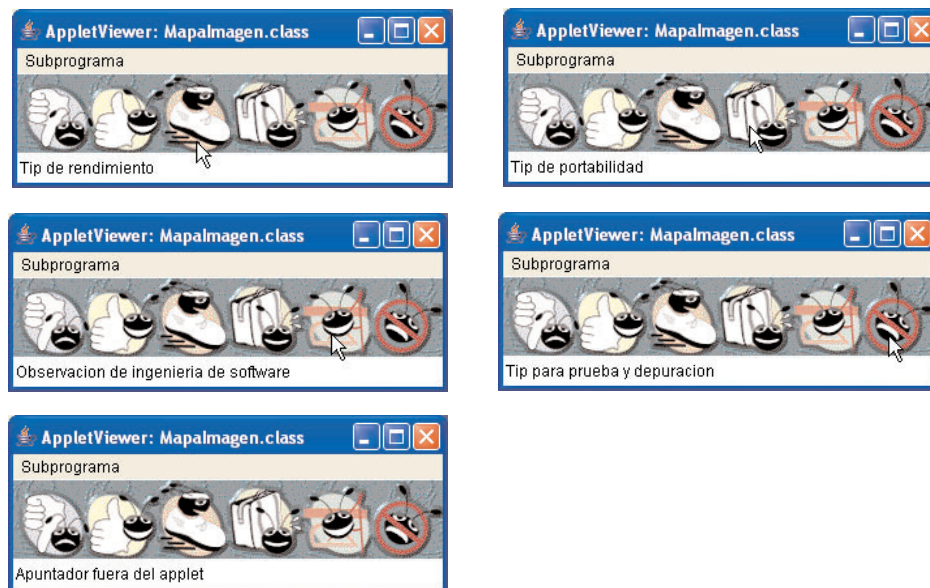 AppletViewer: MapaImagen.class
Subprograma
Tip de rendimiento
AppletViewer: MapaImagen.class
Subprograma
Tip de portabilidad
AppletViewer: MapaImagen.class
Subprograma
Observacion de ingenieria de software
AppletViewer: MapaImagen.class
Subprograma
Tip para prueba y depuracion
AppletViewer: MapaImagen.class
Subprograma
Apuntador fuera del applet